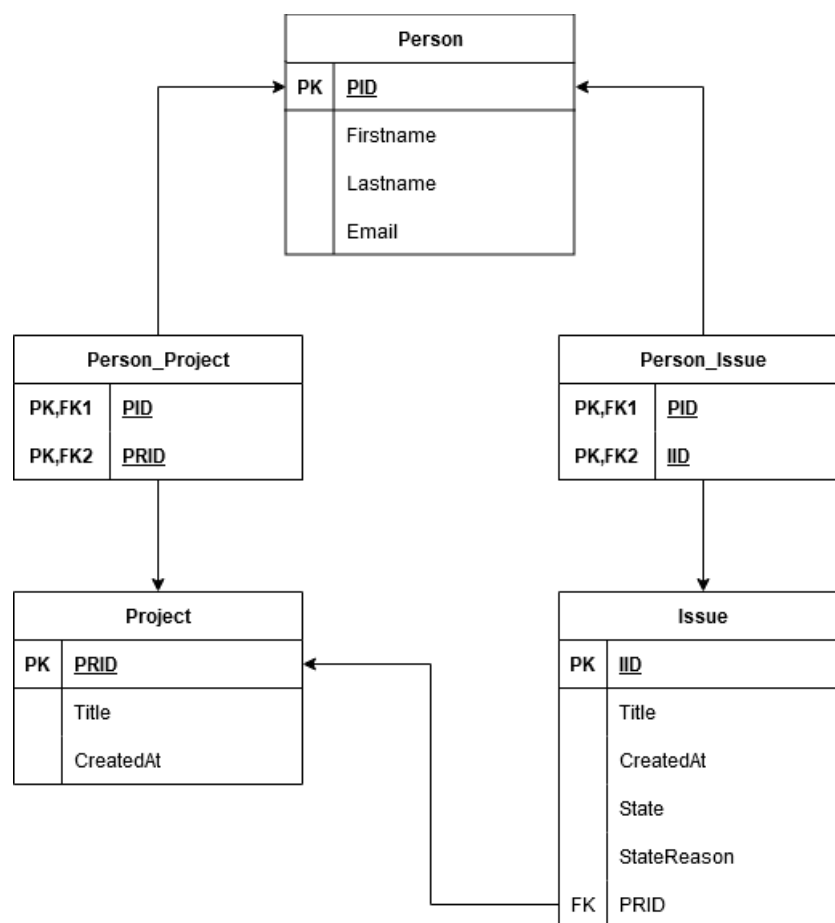 Person
PK PID
Firstname
Lastname
Email
Person_Project
PK,FK1 PID
PK,FK2 PRID
Person_Issue
PK,FK1 PID
PK,FK2 IID
Project
PK PRID
Title
CreatedAt
Issue
PK IID
Title
CreatedAt
State
StateReason
FK PRID